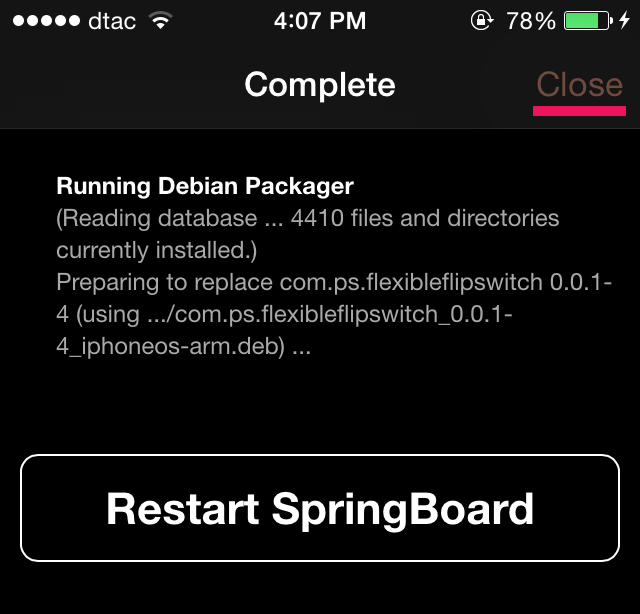 dtac 4:07 PM 78%
Complete Close
Running Debian Packager
(Reading database ... 4410 files and directories
currently installed.)
Preparing to replace com.ps.flexibleflipswitch 0.0.1-
4 (using .../com.ps.flexibleflipswitch_0.0.1-
4_iphoneos-arm.deb) ...
Restart SpringBoard